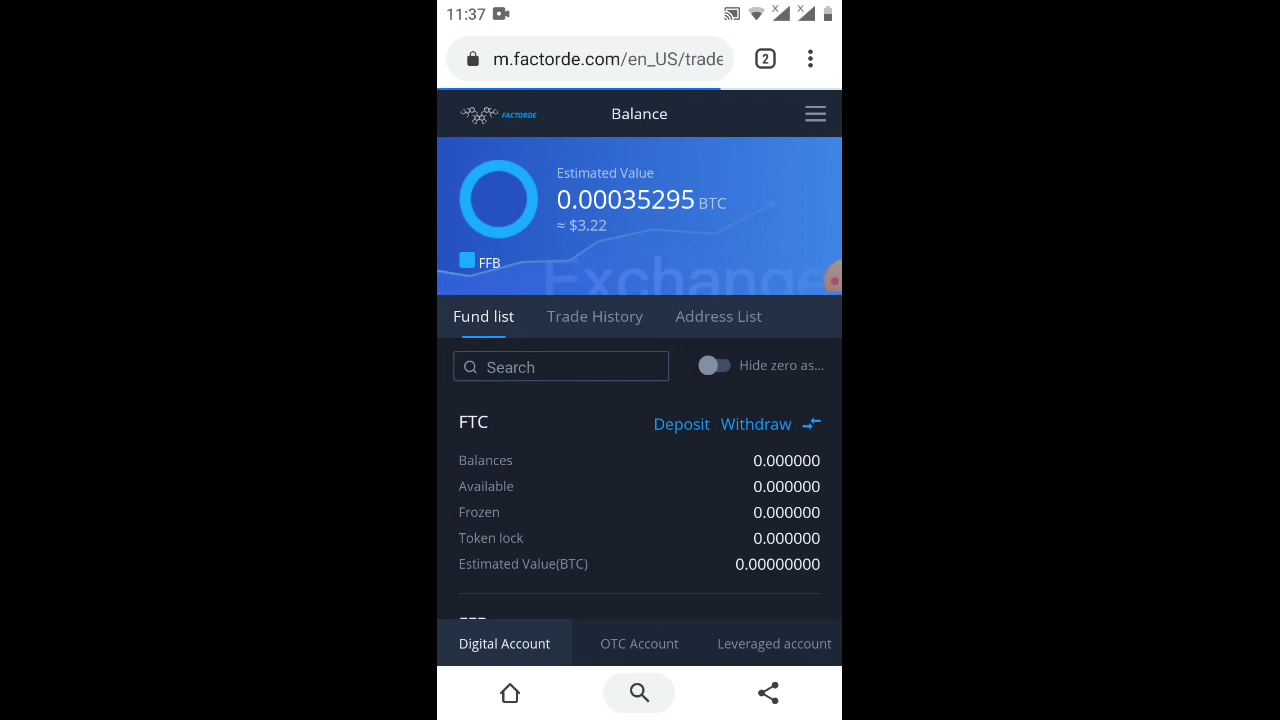 11:37
m.factorde.com/en_US/trade
2
FACTORDE
Balance
Estimated Value
0.00035295 BTC
≈ $3.22
FFB
Exchange
Fund list Trade History Address List
Search
Hide zero as...
FTC
Deposit Withdraw
Balances 0.000000
Available 0.000000
Frozen 0.000000
Token lock 0.000000
Estimated Value(BTC) 0.00000000
Digital Account OTC Account Leveraged account